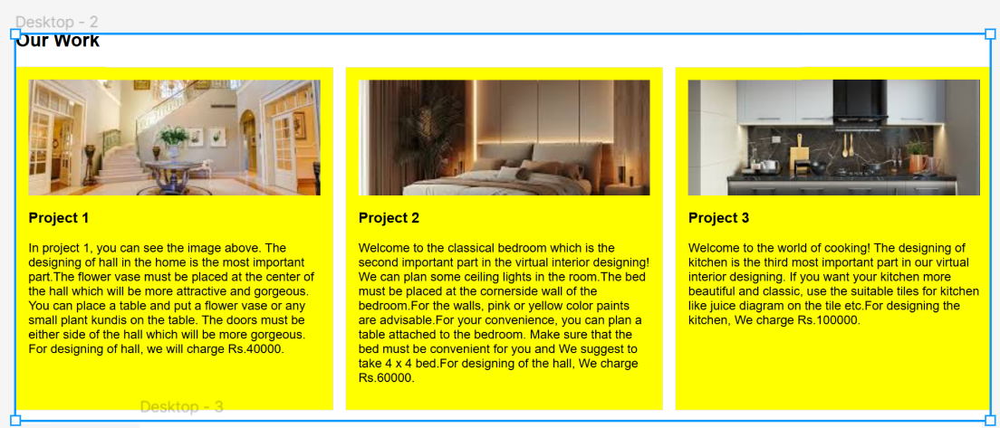 Desktop - 2
Our Work
Project 1
In project 1, you can see the image above. The
designing of hall in the home is the most important
part.The flower vase must be placed at the center of
the hall which will be more attractive and gorgeous.
You can place a table and put a flower vase or any
small plant kundis on the table. The doors must be
either side of the hall which will be more gorgeous.
For designing of hall, we will charge Rs.40000.
Project 2
Welcome to the classical bedroom which is the
second important part in the virtual interior designing!
We can plan some ceiling lights in the room.The bed
must be placed at the cornerside wall of the
bedroom.For the walls, pink or yellow color paints
are advisable.For your convenience, you can plan a
table attached to the bedroom. Make sure that the
bed must be convenient for you and We suggest to
take 4 x 4 bed.For designing of the hall, We charge
Rs.60000.
Project 3
Welcome to the world of cooking! The designing of
kitchen is the third most important part in our virtual
interior designing. If you want your kitchen more
beautiful and classic, use the suitable tiles for kitchen
like juice diagram on the tile etc.For designing the
kitchen, We charge Rs.100000.
Desktop - 3